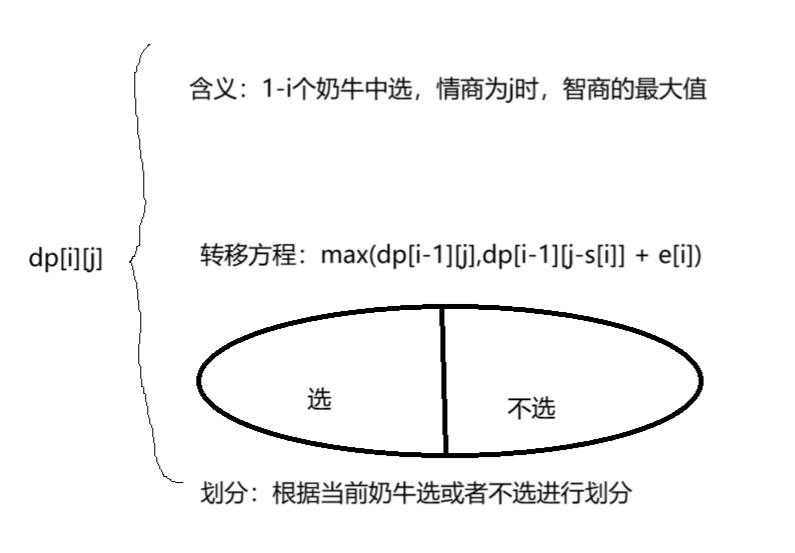 含义：1-i个奶牛中选，情商为j时，智商的最大值
dp[i][j]
转移方程：max(dp[i-1][j],dp[i-1][j-s[i]] + e[i])
选
不选
划分：根据当前奶牛选或者不选进行划分